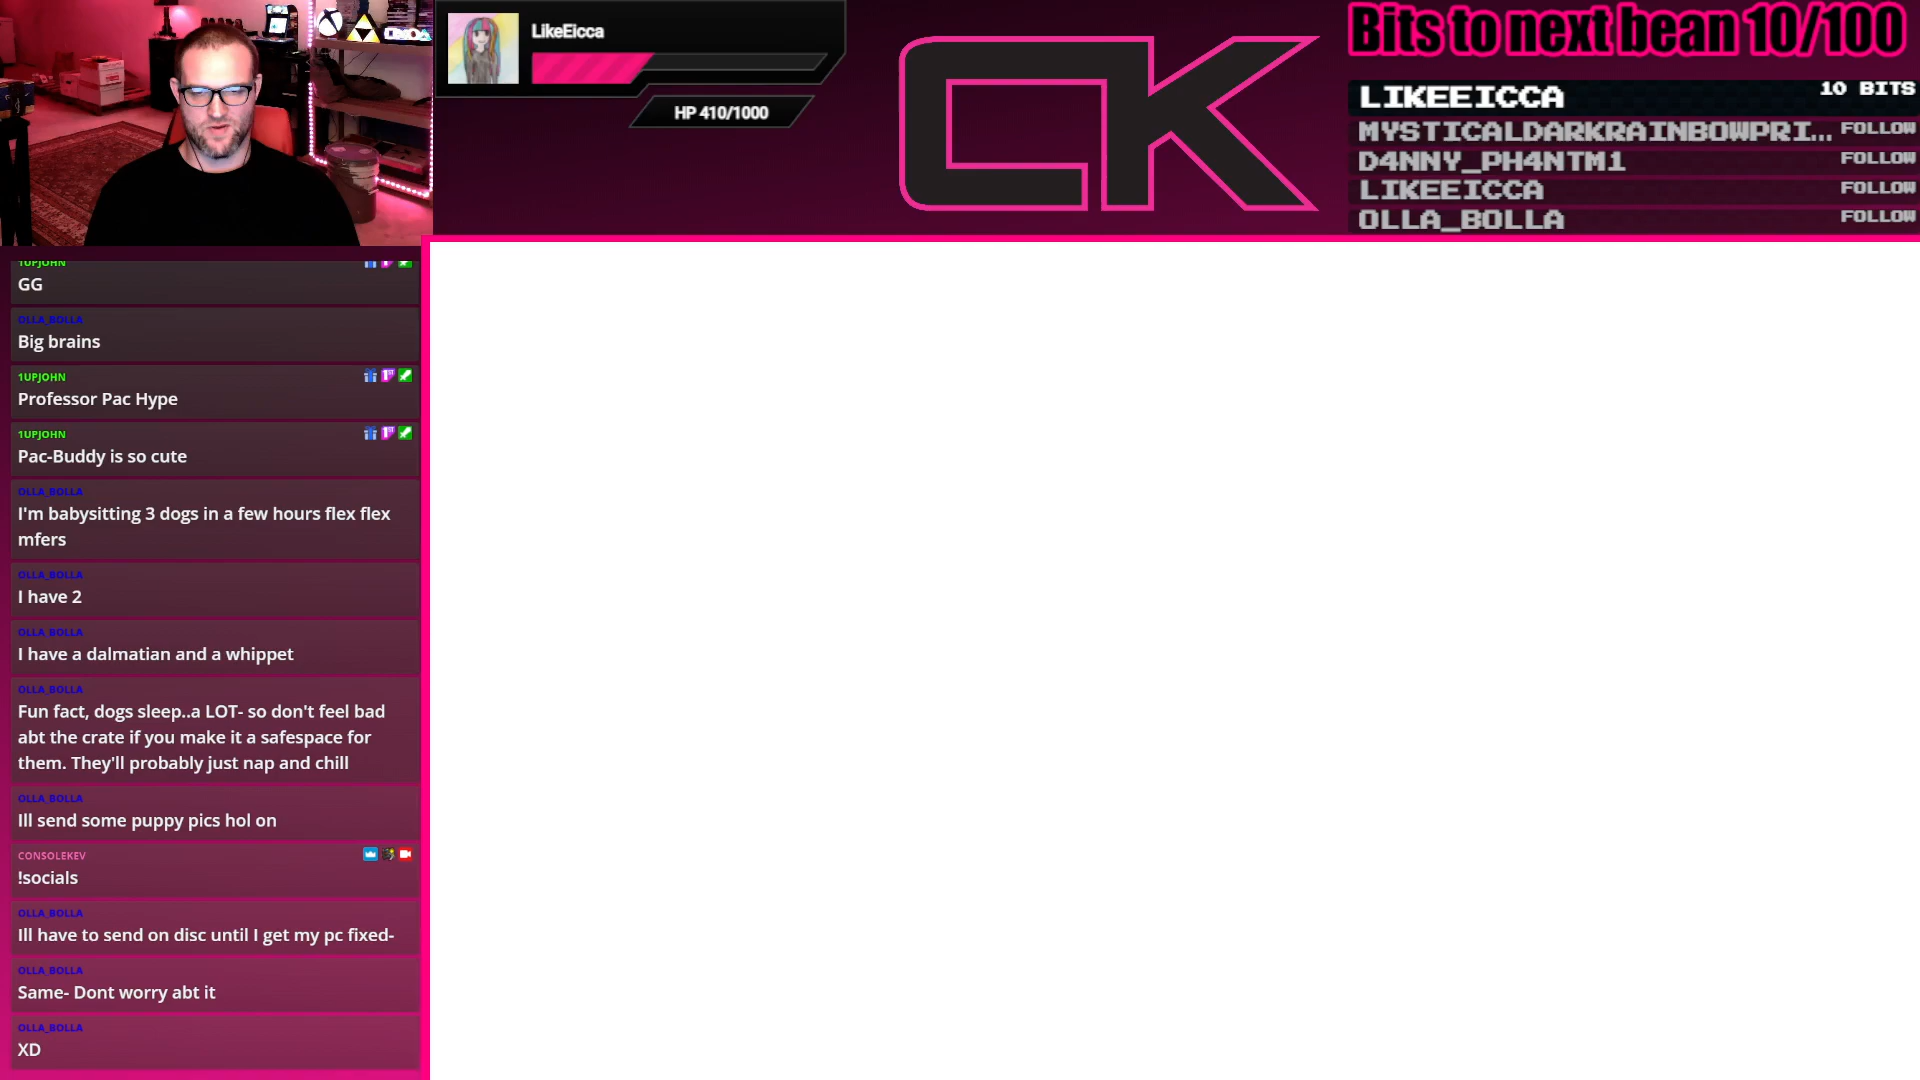 LikeEicca
HP 410/1000
CK
Bits to next bean 10/100
LIKEEICCA 10 BITS
MYSTICALDARKRAINBOWPRI... FOLLOW
D4NNY_PH4NTM1 FOLLOW
LIKEEICCA FOLLOW
OLLA_BOLLA FOLLOW
1UPJOHN
GG
OLLA_BOLLA
Big brains
1UPJOHN
Professor Pac Hype
1UPJOHN
Pac-Buddy is so cute
OLLA_BOLLA
I'm babysitting 3 dogs in a few hours flex flex
mfers
OLLA_BOLLA
I have 2
OLLA_BOLLA
I have a dalmatian and a whippet
OLLA_BOLLA
Fun fact, dogs sleep..a LOT- so don't feel bad
abt the crate if you make it a safespace for
them. They'll probably just nap and chill
OLLA_BOLLA
Ill send some puppy pics hol on
CONSOLEKEV
!socials
OLLA_BOLLA
Ill have to send on disc until I get my pc fixed-
OLLA_BOLLA
Same- Dont worry abt it
OLLA_BOLLA
XD